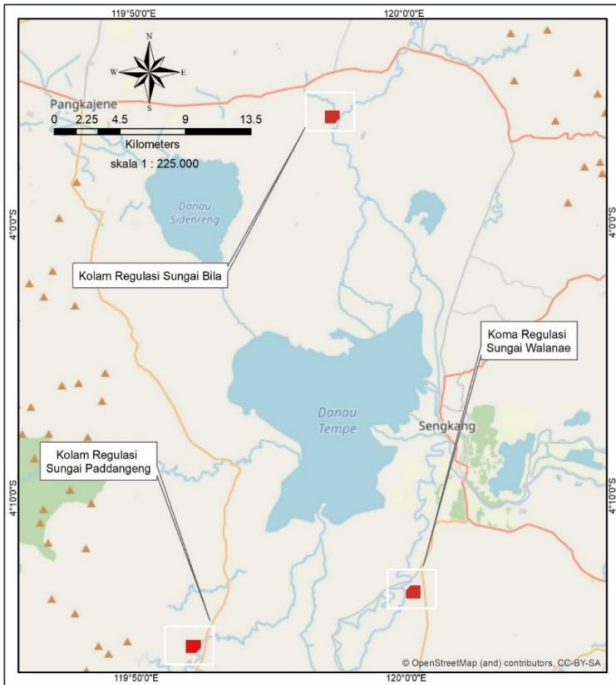 119°50'0"E
120°0'0"E
N
W
E
S
Pangkajene
0 2.25 4.5 9 13.5
Kilometers
skala 1 : 225.000
Danau
Sidenreng
4°0'0"S
4°0'0"S
Kolam Regulasi Sungai Bila
Koma Regulasi
Sungai Walanae
Danau
Tempe
Sengkang
Kolam Regulasi
Sungai Paddangeng
4°10'0"S
4°10'0"S
© OpenStreetMap (and) contributors, CC-BY-SA
119°50'0"E
120°0'0"E